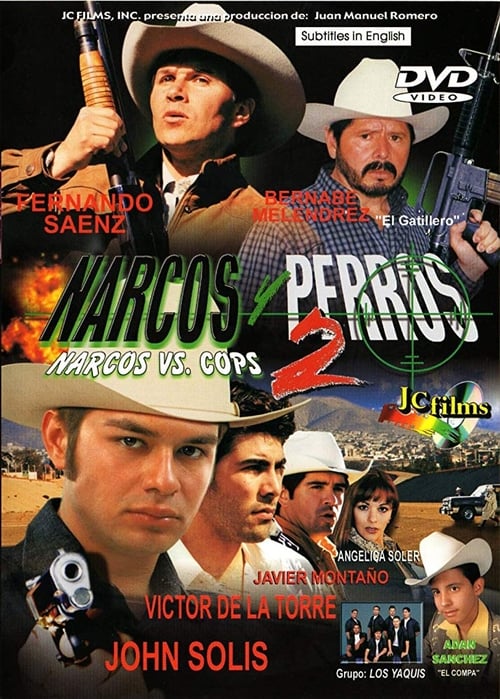 JC FILMS, INC. presenta una produccion de: Juan Manuel Romero
Subtitles in English
DVD
VIDEO
FERNANDO
SAENZ
BERNABE
MELENDREZ "El Gatillero"
NARCOS Y PERROS
2
NARCOS VS. COPS
JC films
ANGELICA SOLER
JAVIER MONTAÑO
VICTOR DE LA TORRE
JOHN SOLIS
Grupo: LOS YAQUIS
ADAN
SANCHEZ
"EL COMPA"